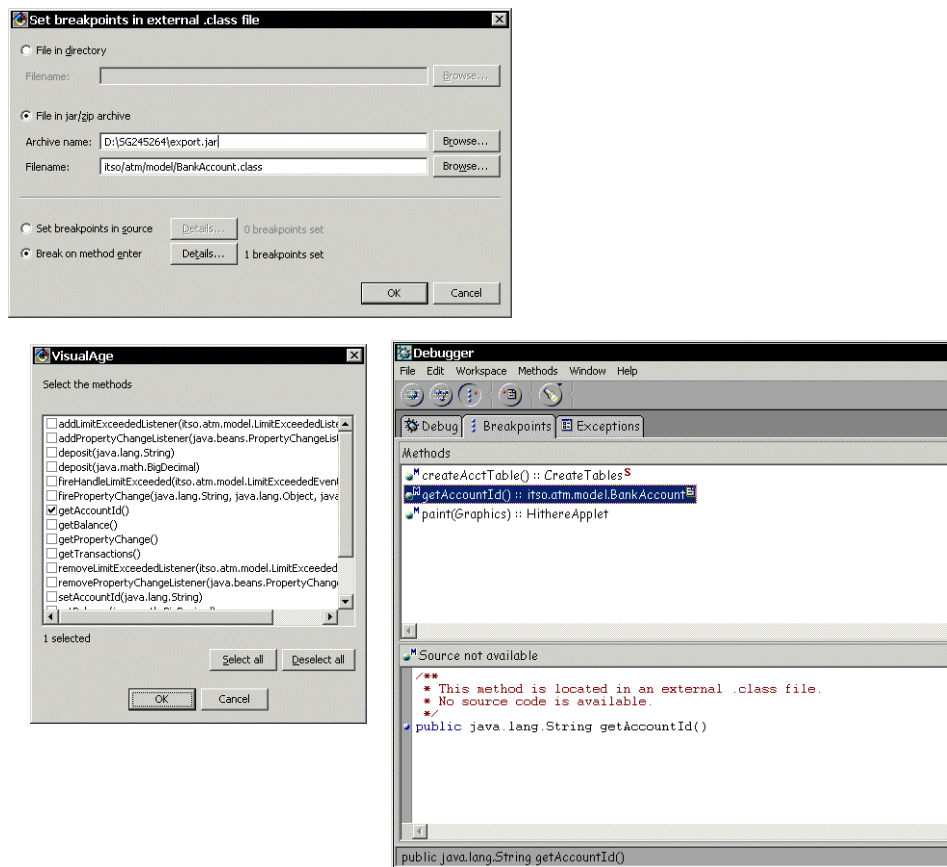 Set breakpoints in external .class file
File in directory
Filename: Browse...
File in jar/zip archive
Archive name: D:\SG245264\export.jar Browse...
Filename: itso/atm/model/BankAccount.class Browse...
Set breakpoints in source Details... 0 breakpoints set
Break on method enter Details... 1 breakpoints set
OK Cancel
VisualAge
Select the methods
addLimitExceededListener(itso.atm.model.LimitExceededListe
addPropertyChangeListener(java.beans.PropertyChangeList
deposit(java.lang.String)
deposit(java.math.BigDecimal)
fireHandleLimitExceeded(itso.atm.model.LimitExceededEven
firePropertyChange(java.lang.String, java.lang.Object, java
getAccountId()
getBalance()
getPropertyChange()
getTransactions()
removeLimitExceededListener(itso.atm.model.LimitExceeded
removePropertyChangeListener(java.beans.PropertyChange
setAccountId(java.lang.String)
1 selected
Select all Deselect all
OK Cancel
Debugger
File Edit Workspace Methods Window Help
Debug Breakpoints Exceptions
Methods
M createAcctTable() :: CreateTables S
M getAccountId() :: itso.atm.model.BankAccount
M paint(Graphics) :: HithereApplet
M Source not available
/**
* This method is located in an external .class file.
* No source code is available.
*/
public java.lang.String getAccountId()
public java.lang.String getAccountId()